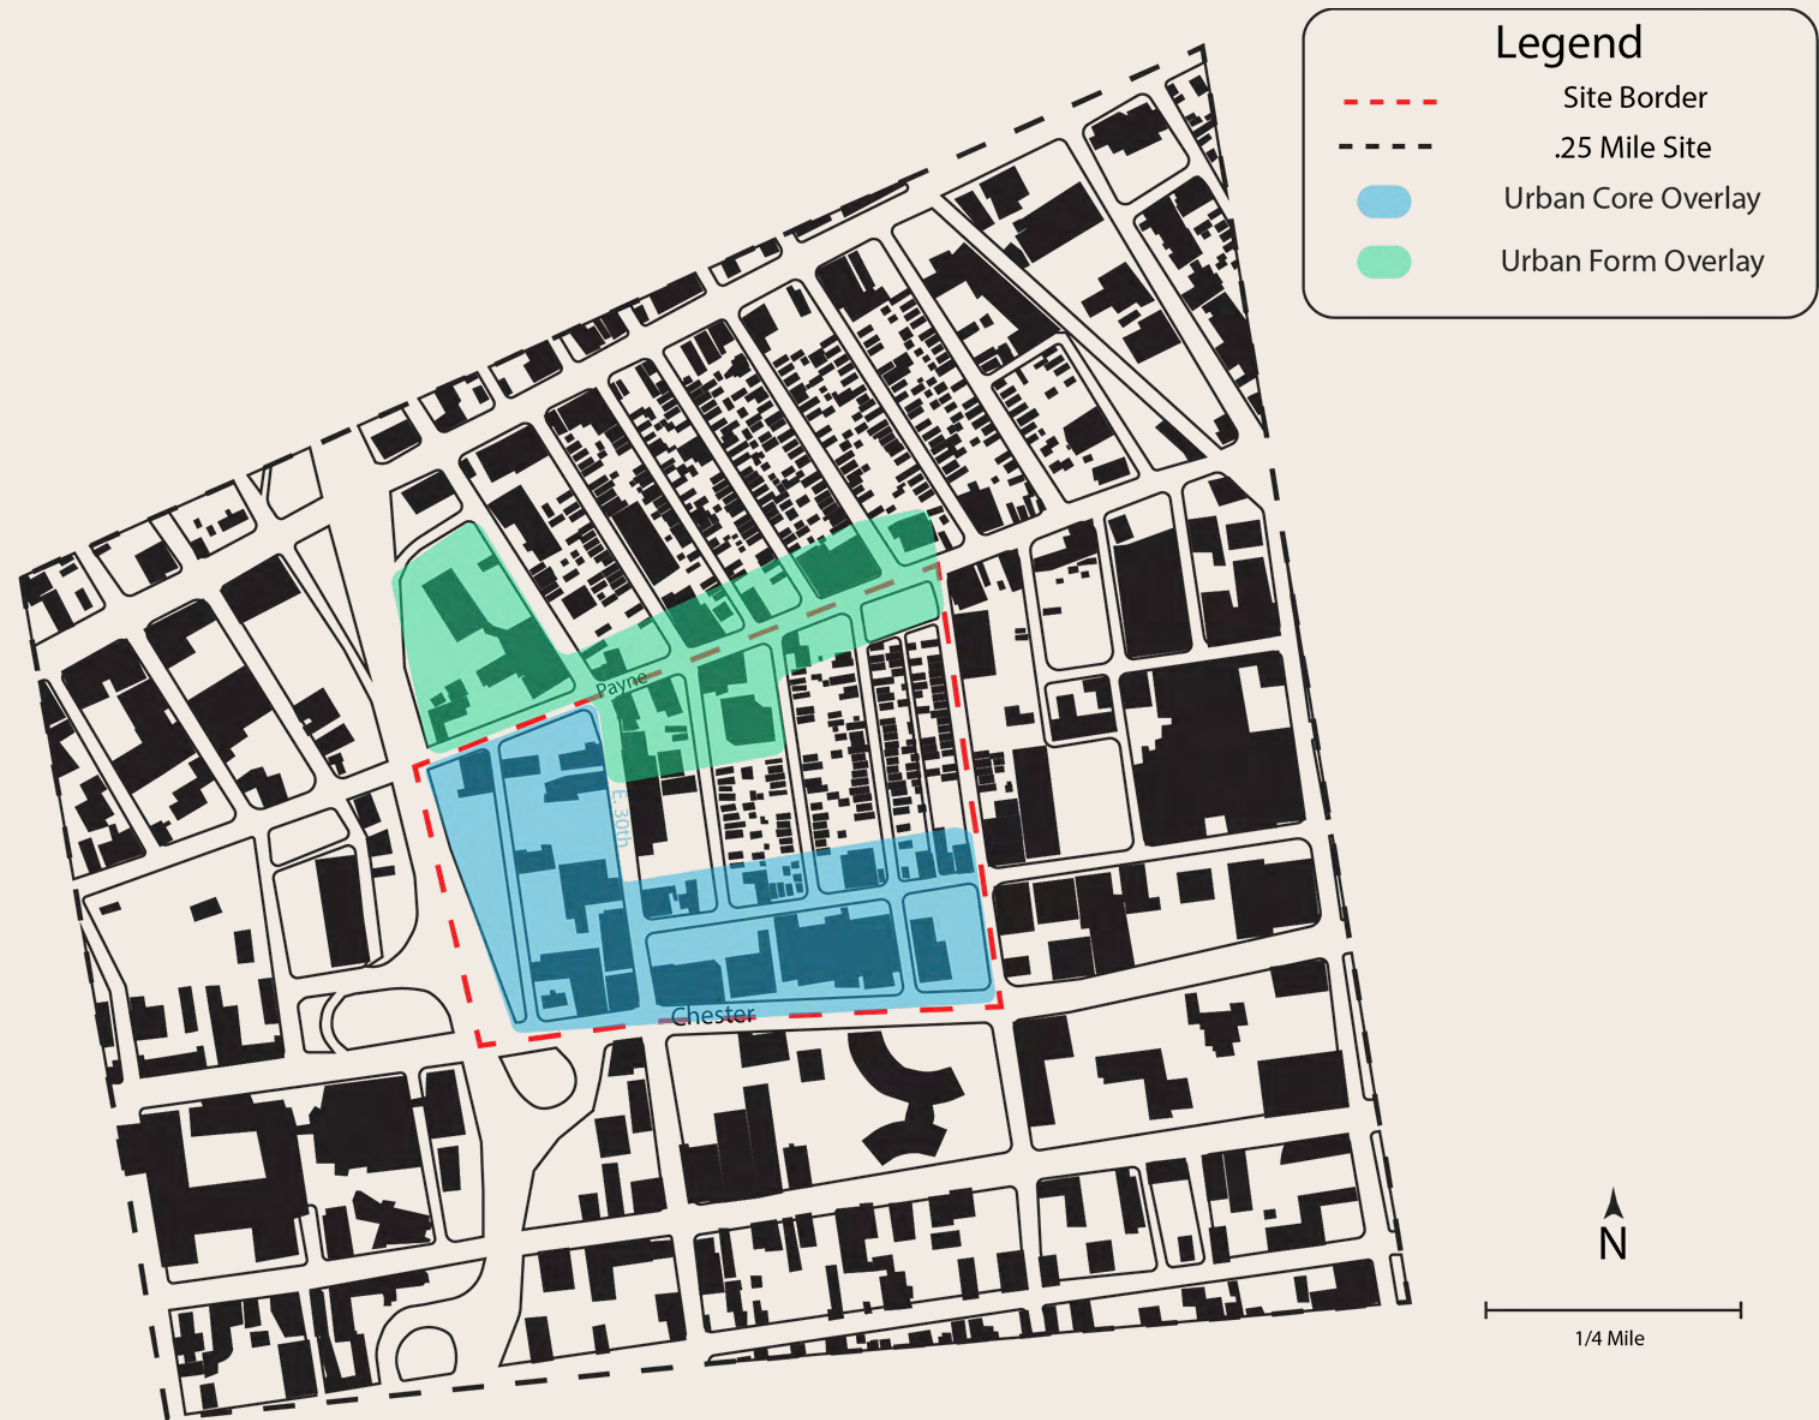 Legend
Site Border
.25 Mile Site
Urban Core Overlay
Urban Form Overlay
Payne
E. 30th
Chester
N
1/4 Mile